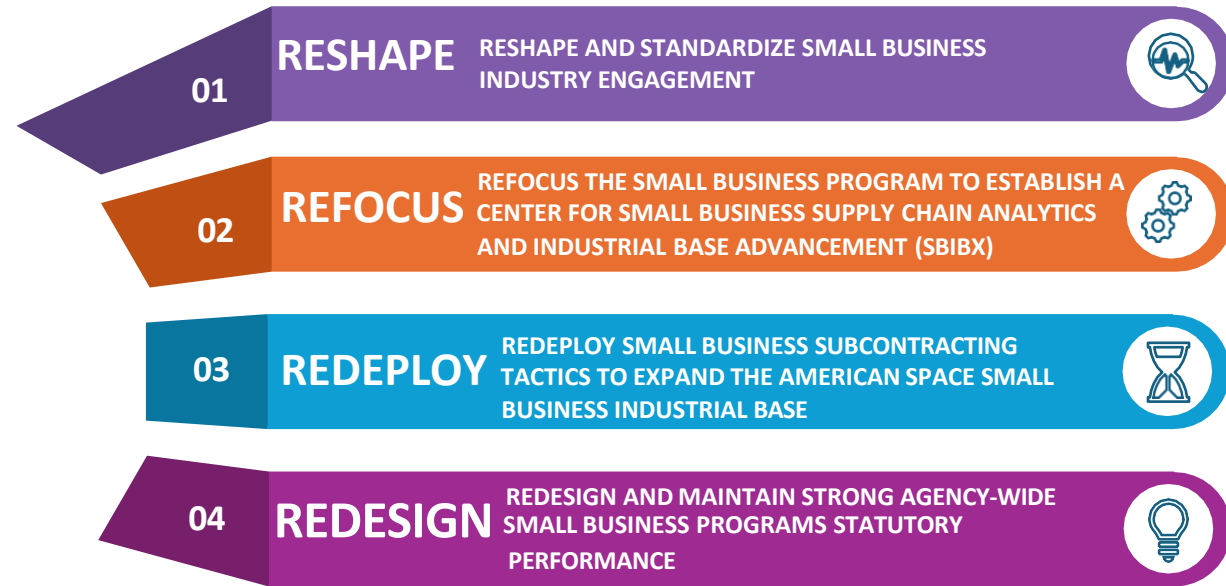 01
RESHAPE
RESHAPE AND STANDARDIZE SMALL BUSINESS
INDUSTRY ENGAGEMENT
02
REFOCUS
REFOCUS THE SMALL BUSINESS PROGRAM TO ESTABLISH A
CENTER FOR SMALL BUSINESS SUPPLY CHAIN ANALYTICS
AND INDUSTRIAL BASE ADVANCEMENT (SBIBX)
03
REDEPLOY
REDEPLOY SMALL BUSINESS SUBCONTRACTING
TACTICS TO EXPAND THE AMERICAN SPACE SMALL
BUSINESS INDUSTRIAL BASE
04
REDESIGN
REDESIGN AND MAINTAIN STRONG AGENCY-WIDE
SMALL BUSINESS PROGRAMS STATUTORY
PERFORMANCE